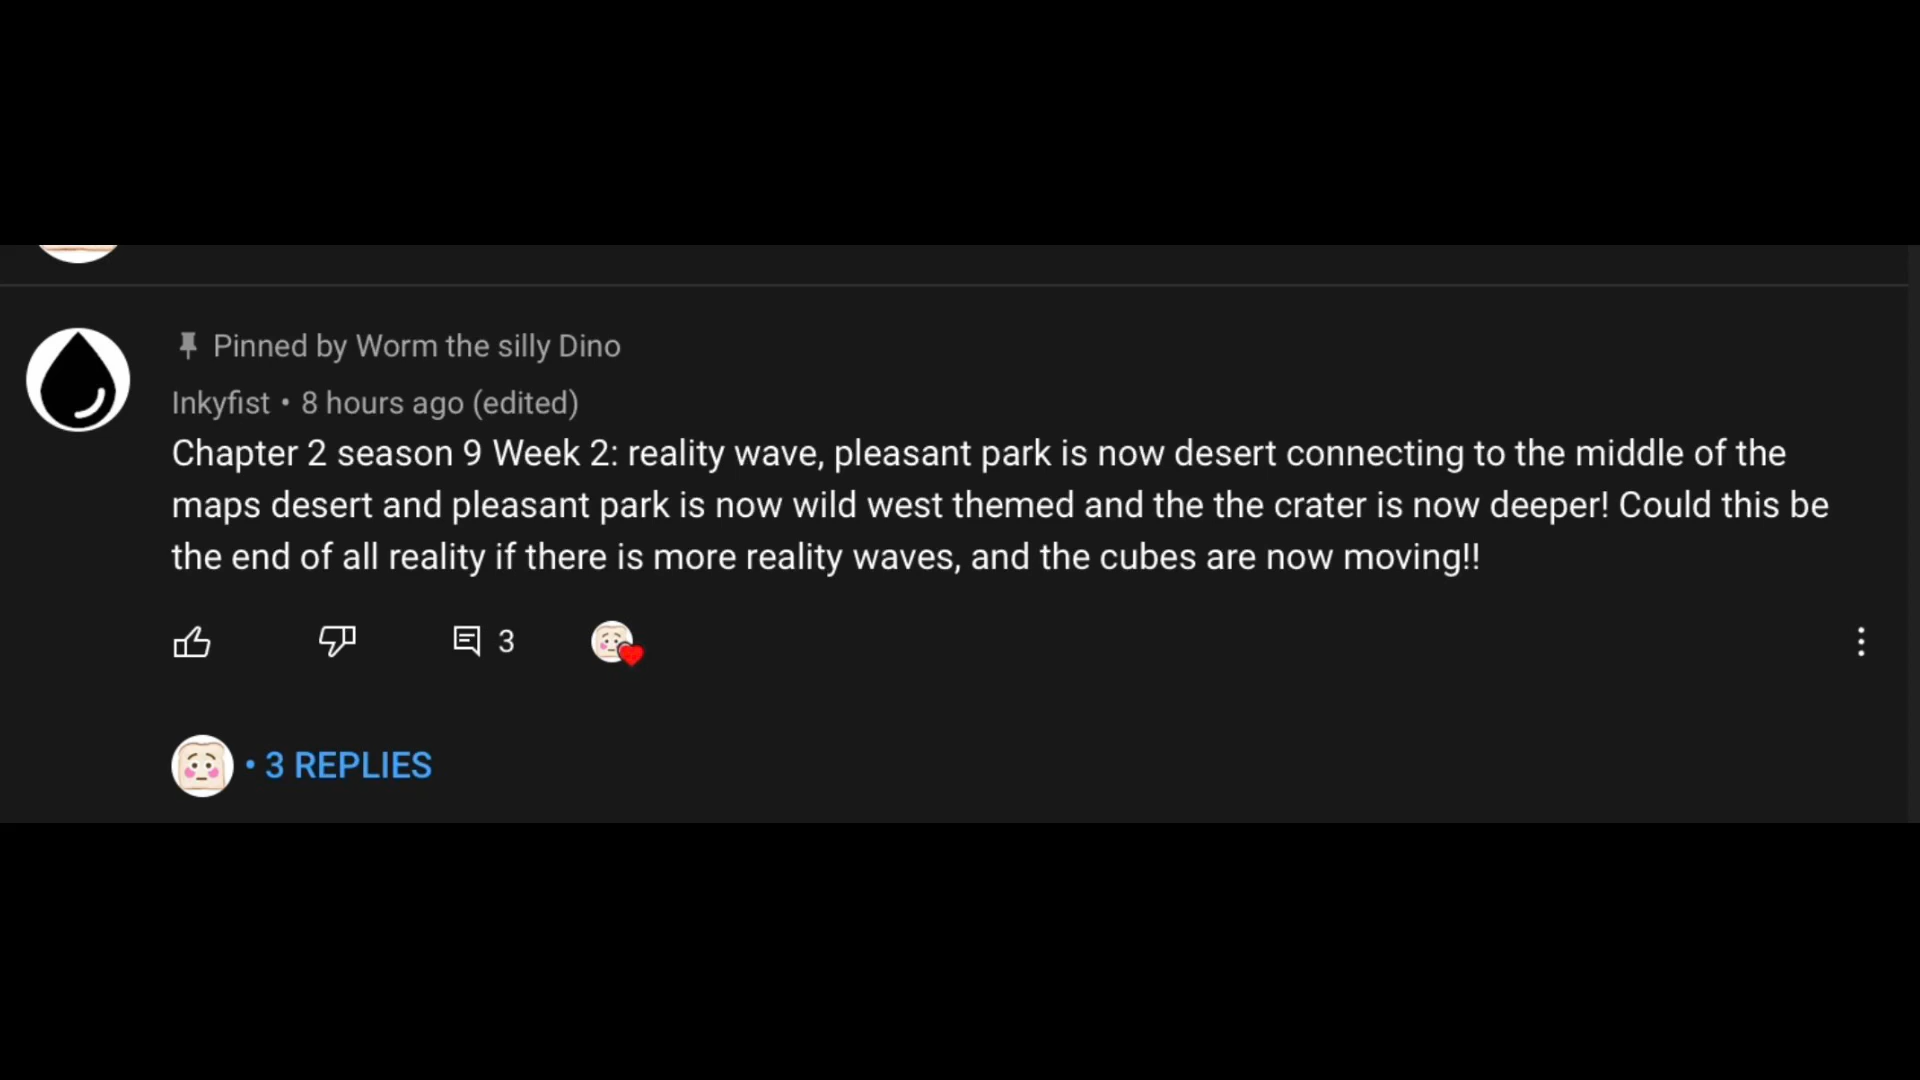 Pinned by Worm the silly Dino
Inkyfist • 8 hours ago (edited)
Chapter 2 season 9 Week 2: reality wave, pleasant park is now desert connecting to the middle of the
maps desert and pleasant park is now wild west themed and the the crater is now deeper! Could this be
the end of all reality if there is more reality waves, and the cubes are now moving!!
3
• 3 REPLIES